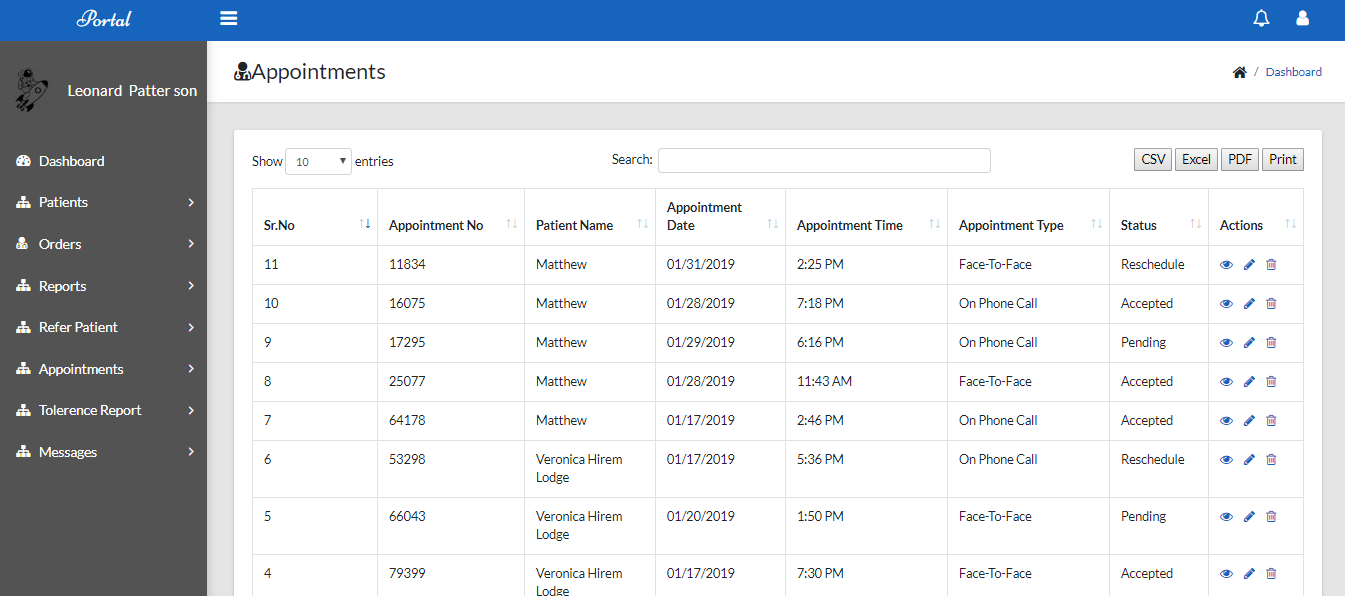 Portal
Appointments
/ Dashboard
Leonard Patter son
Dashboard
Patients
Orders
Reports
Refer Patient
Appointments
Tolerence Report
Messages
Show 10 entries Search: CSV Excel PDF Print
Sr.No Appointment No Patient Name Appointment Date Appointment Time Appointment Type Status Actions
11 11834 Matthew 01/31/2019 2:25 PM Face-To-Face Reschedule
10 16075 Matthew 01/28/2019 7:18 PM On Phone Call Accepted
9 17295 Matthew 01/29/2019 6:16 PM On Phone Call Pending
8 25077 Matthew 01/28/2019 11:43 AM Face-To-Face Accepted
7 64178 Matthew 01/17/2019 2:46 PM On Phone Call Accepted
6 53298 Veronica Hirem Lodge 01/17/2019 5:36 PM On Phone Call Reschedule
5 66043 Veronica Hirem Lodge 01/20/2019 1:50 PM Face-To-Face Pending
4 79399 Veronica Hirem Lodge 01/17/2019 7:30 PM Face-To-Face Accepted